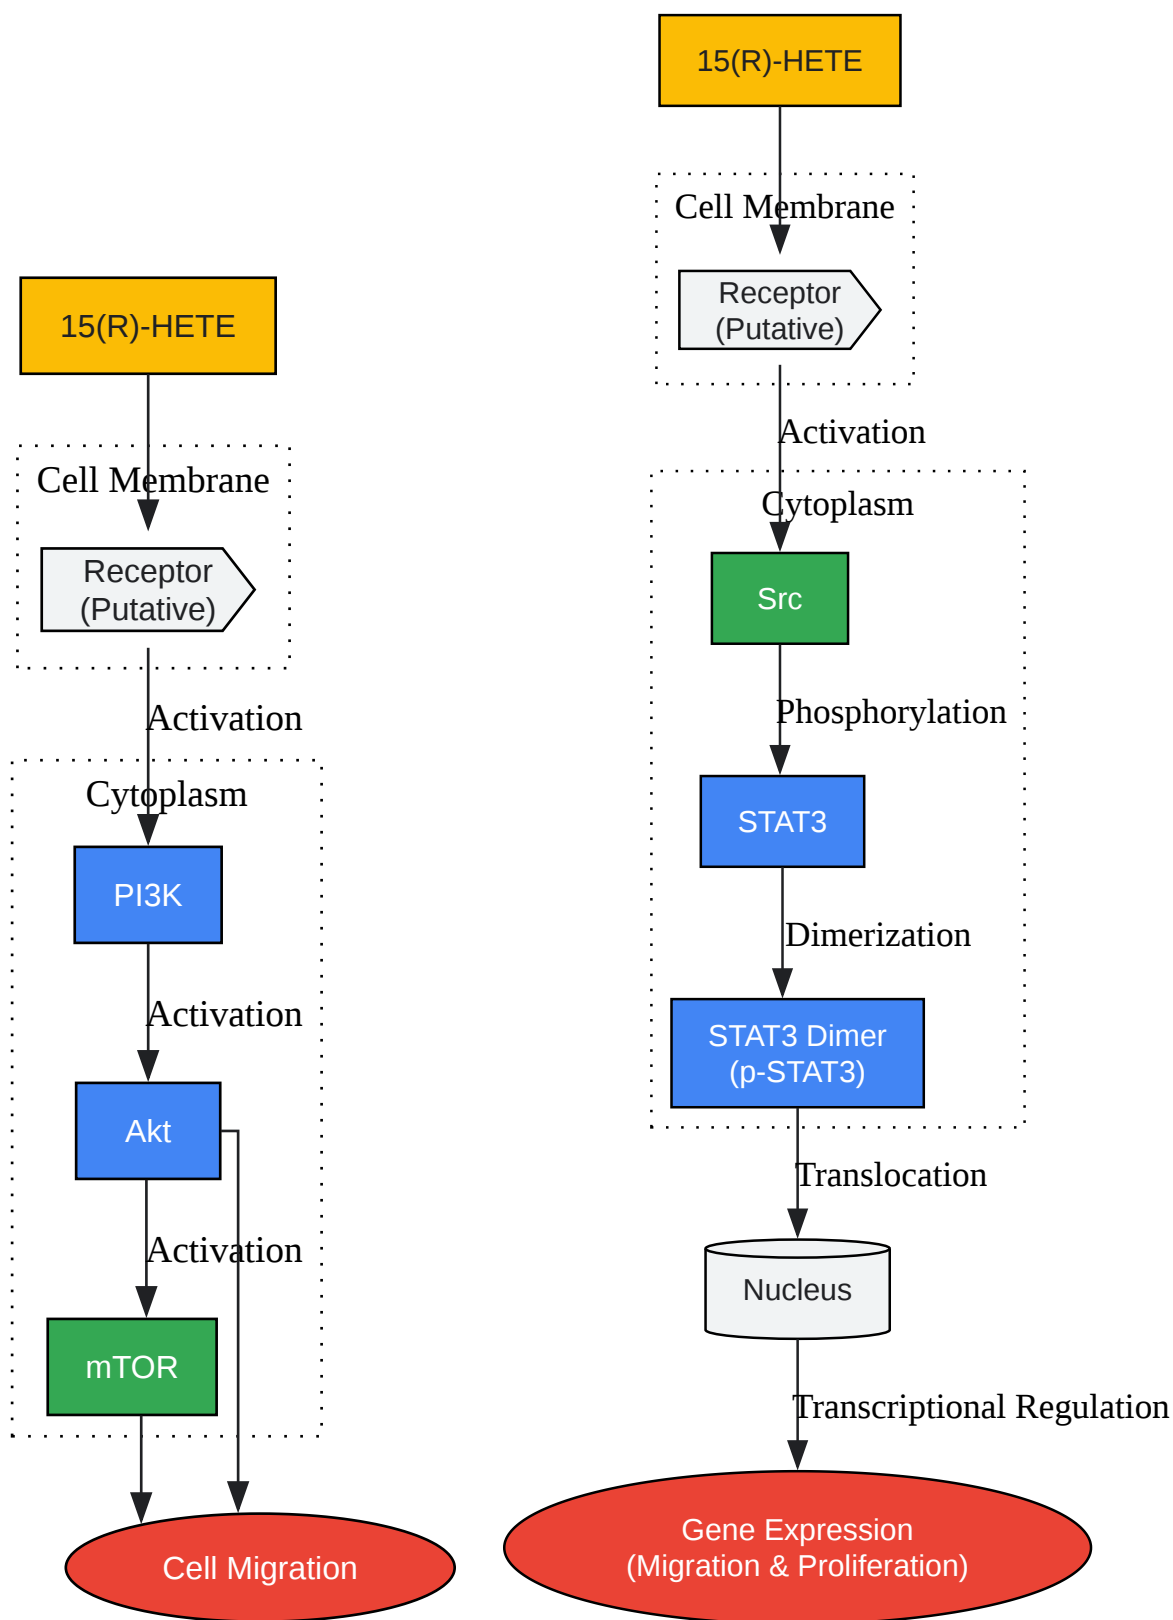 15(R)-HETE
Cell Membrane
Receptor
(Putative)
Activation
Cytoplasm
PI3K
Activation
Akt
Activation
mTOR
Cell Migration
15(R)-HETE
Cell Membrane
Receptor
(Putative)
Activation
Cytoplasm
Src
Phosphorylation
STAT3
Dimerization
STAT3 Dimer
(p-STAT3)
Translocation
Nucleus
Transcriptional Regulation
Gene Expression
(Migration & Proliferation)